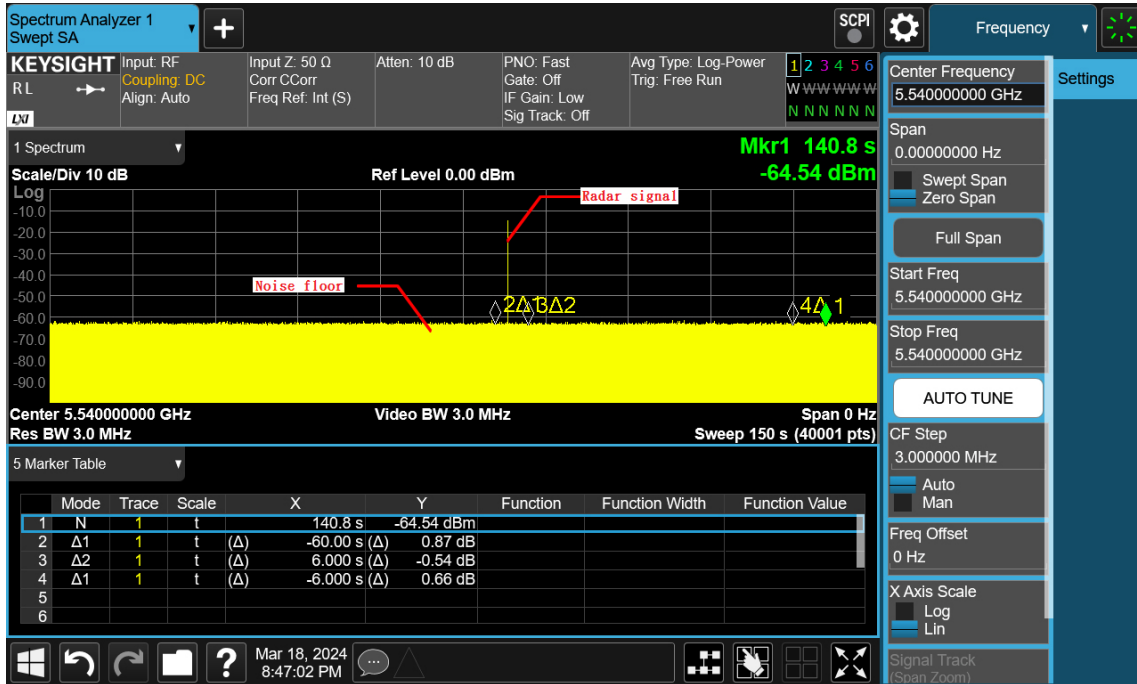 Spectrum Analyzer 1
Swept SA
+
SCPI
Frequency
KEYSIGHT
R L
LXI
Input: RF
Coupling: DC
Align: Auto
Input Z: 50 Ω
Corr CCorr
Freq Ref: Int (S)
Atten: 10 dB
PNO: Fast
Gate: Off
IF Gain: Low
Sig Track: Off
Avg Type: Log-Power
Trig: Free Run
1 2 3 4 5 6
W W W W W W
N N N N N N
1 Spectrum
Mkr1 140.8 s
Scale/Div 10 dB
Ref Level 0.00 dBm
-64.54 dBm
Log
Radar signal
-10.0
-20.0
-30.0
-40.0
Noise floor
-50.0
2Δ1
3Δ2
4Δ1
-60.0
-70.0
-80.0
-90.0
Center 5.540000000 GHz
Video BW 3.0 MHz
Span 0 Hz
Res BW 3.0 MHz
Sweep 150 s (40001 pts)
5 Marker Table
Mode Trace Scale X Y Function Function Width Function Value
1 N 1 t 140.8 s -64.54 dBm
2 Δ1 1 t (Δ) -60.00 s (Δ) 0.87 dB
3 Δ2 1 t (Δ) 6.000 s (Δ) -0.54 dB
4 Δ1 1 t (Δ) -6.000 s (Δ) 0.66 dB
5
6
?
Mar 18, 2024
8:47:02 PM
Center Frequency
5.540000000 GHz
Settings
Span
0.00000000 Hz
Swept Span
Zero Span
Full Span
Start Freq
5.540000000 GHz
Stop Freq
5.540000000 GHz
AUTO TUNE
CF Step
3.000000 MHz
Auto
Man
Freq Offset
0 Hz
X Axis Scale
Log
Lin
Signal Track
(Span Zoom)